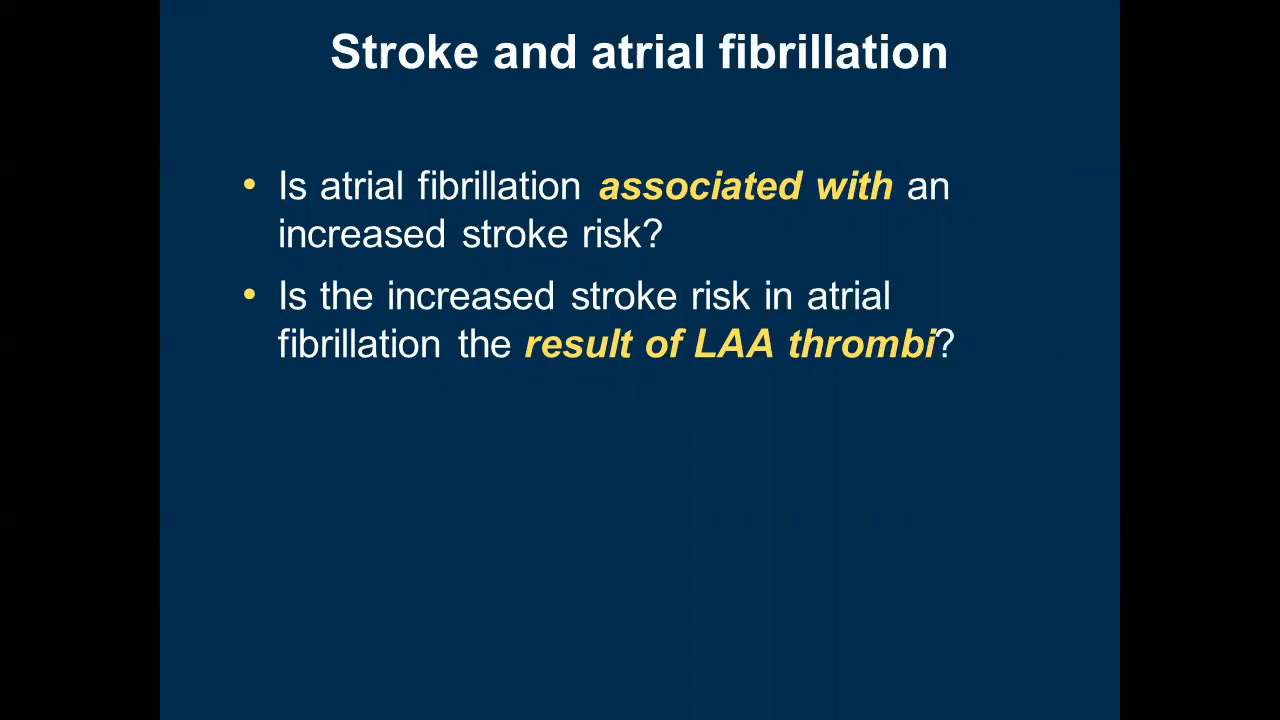 Stroke and atrial fibrillation
• Is atrial fibrillation associated with an
increased stroke risk?
• Is the increased stroke risk in atrial
fibrillation the result of LAA thrombi?